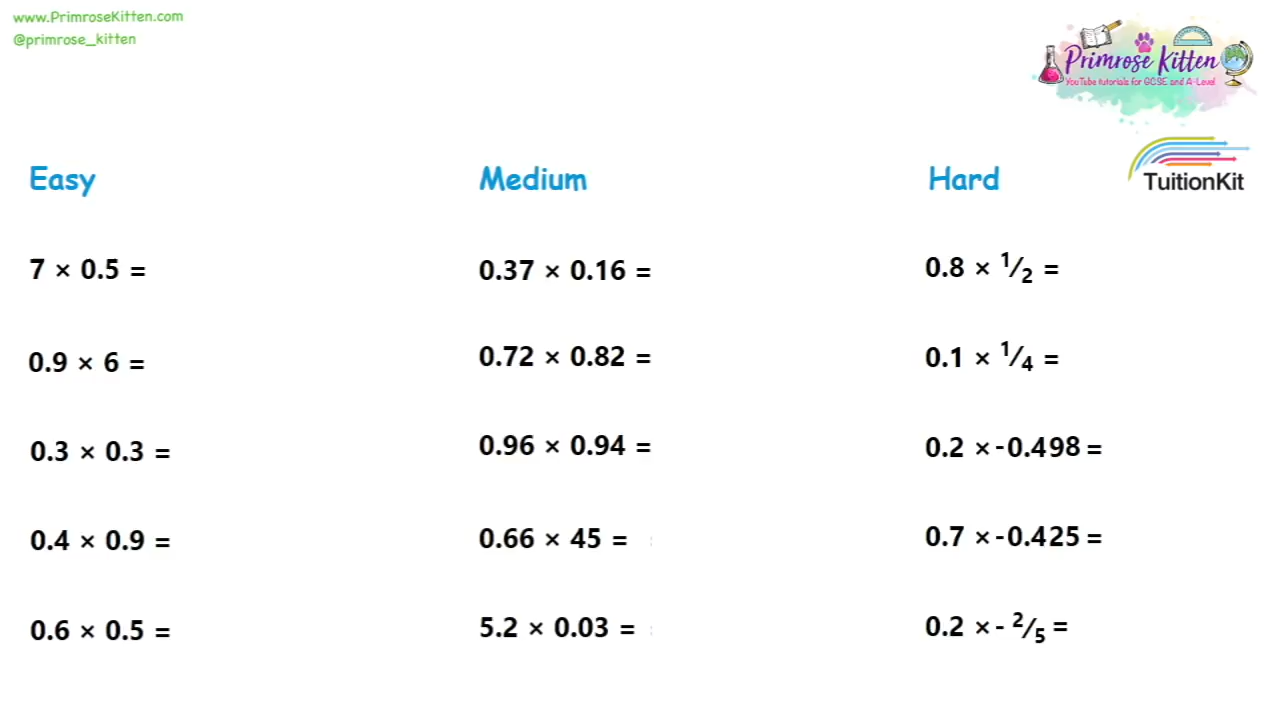 www.PrimroseKitten.com
@primrose_kitten
Primrose Kitten
YouTube tutorials for GCSE and A-Level
TuitionKit
Easy
7 × 0.5 =
0.9 × 6 =
0.3 × 0.3 =
0.4 × 0.9 =
0.6 × 0.5 =
Medium
0.37 × 0.16 =
0.72 × 0.82 =
0.96 × 0.94 =
0.66 × 45 =
5.2 × 0.03 =
Hard
0.8 × 1/2 =
0.1 × 1/4 =
0.2 × -0.498 =
0.7 × -0.425 =
0.2 × - 2/5 =